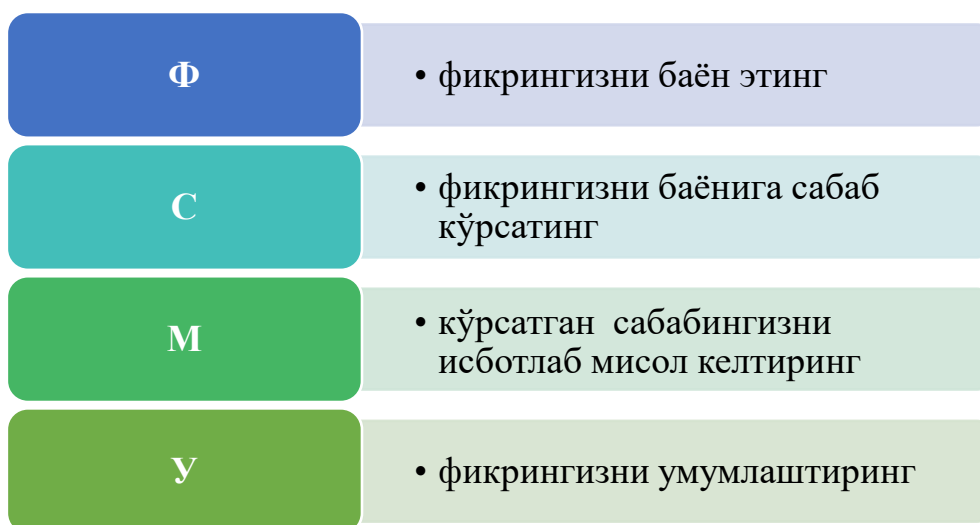 Ф
• фикрингизни баён этинг
С
• фикрингизни баёнига сабаб
кўрсатинг
М
• кўрсатган сабабингизни
исботлаб мисол келтиринг
У
• фикрингизни умумлаштиринг